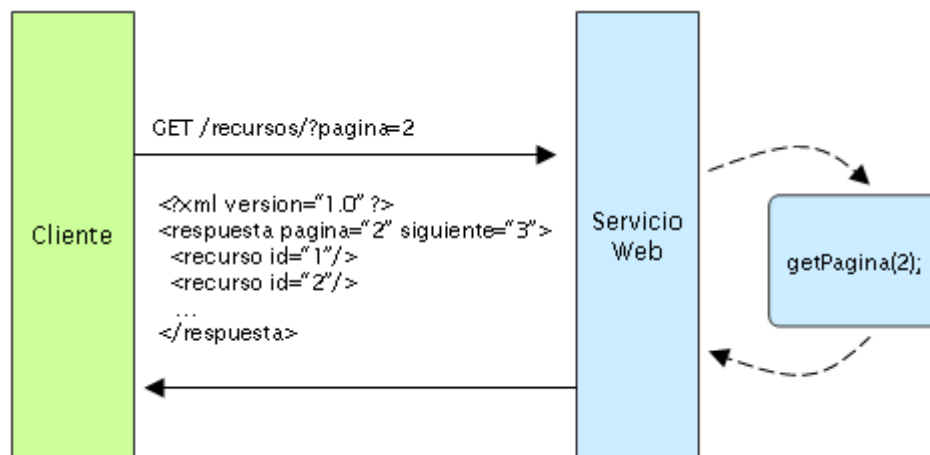 GET /recursos/?pagina=2
<?xml version="1.0" ?>
<respuesta pagina="2" siguiente="3">
<recurso id="1"/>
<recurso id="2"/>
...
</respuesta>
Cliente
Servicio
Web
getPagina(2);